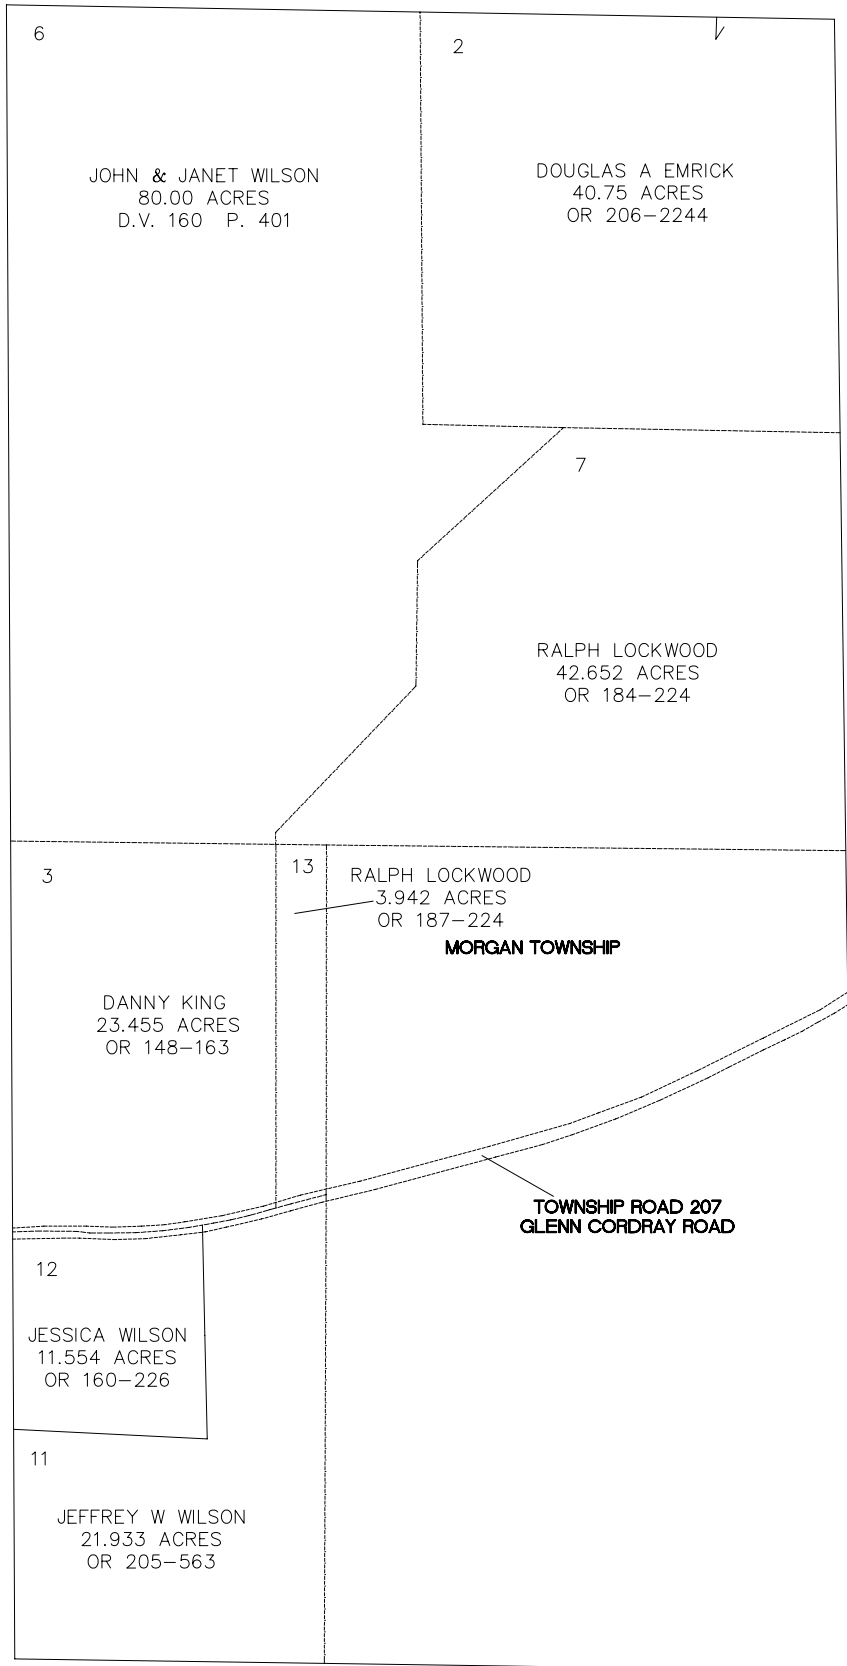 6
2
JOHN & JANET WILSON
80.00 ACRES
D.V. 160 P. 401
DOUGLAS A EMRICK
40.75 ACRES
OR 206-2244
7
RALPH LOCKWOOD
42.652 ACRES
OR 184-224
3
13
RALPH LOCKWOOD
3.942 ACRES
OR 187-224
MORGAN TOWNSHIP
DANNY KING
23.455 ACRES
OR 148-163
TOWNSHIP ROAD 207
GLENN CORDRAY ROAD
12
JESSICA WILSON
11.554 ACRES
OR 160-226
11
JEFFREY W WILSON
21.933 ACRES
OR 205-563